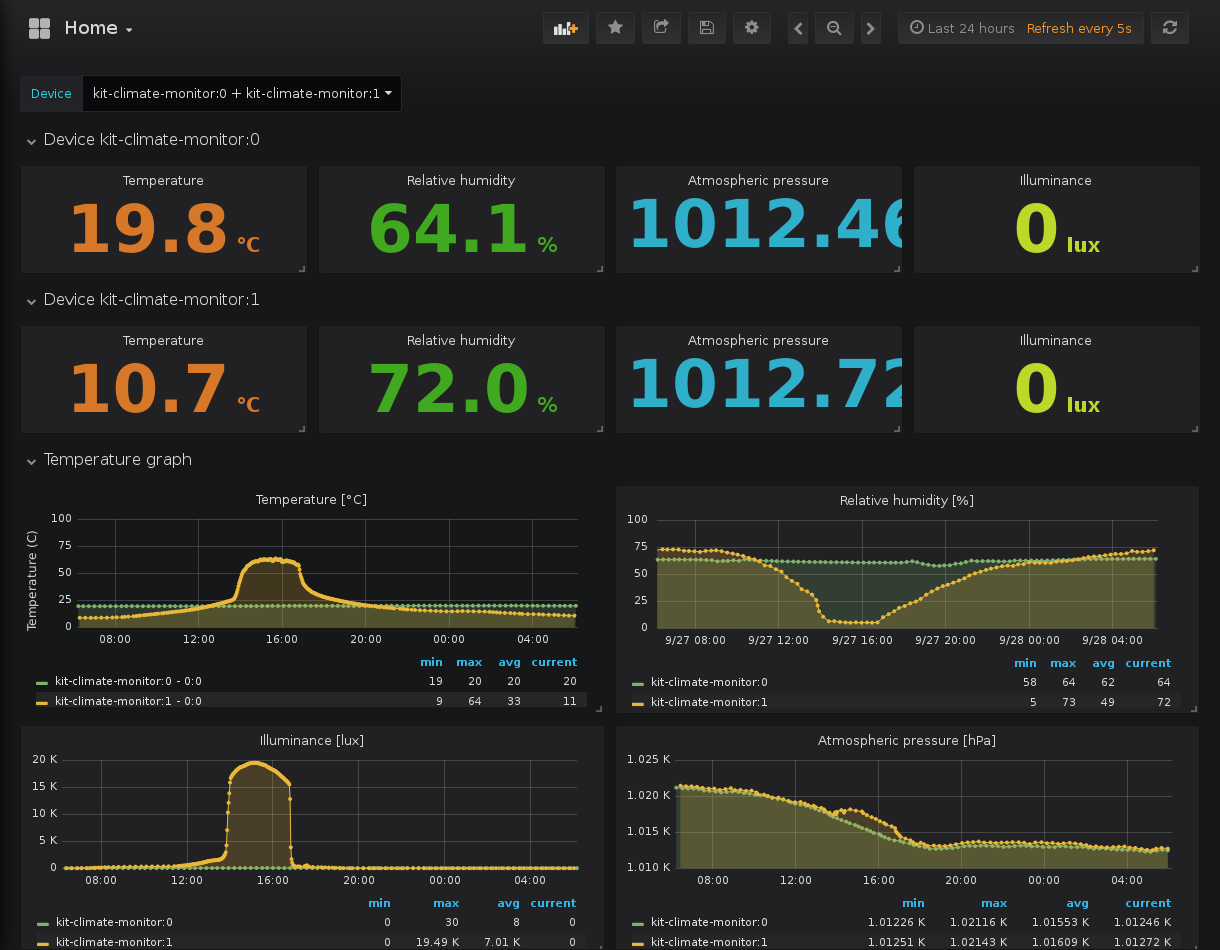 Home
Last 24 hours Refresh every 5s
Device kit-climate-monitor:0 + kit-climate-monitor:1
Device kit-climate-monitor:0
Temperature Relative humidity Atmospheric pressure Illuminance
19.8 °C 64.1 % 1012.46 0 lux
Device kit-climate-monitor:1
Temperature Relative humidity Atmospheric pressure Illuminance
10.7 °C 72.0 % 1012.72 0 lux
Temperature graph
Temperature [°C]
Temperature (C)
100
75
50
25
0
08:00 12:00 16:00 20:00 00:00 04:00
min max avg current
kit-climate-monitor:0 - 0:0 19 20 20 20
kit-climate-monitor:1 - 0:0 9 64 33 11
Relative humidity [%]
100
75
50
25
0
9/27 08:00 9/27 12:00 9/27 16:00 9/27 20:00 9/28 00:00 9/28 04:00
min max avg current
kit-climate-monitor:0 58 64 62 64
kit-climate-monitor:1 5 73 49 72
Illuminance [lux]
20 K
15 K
10 K
5 K
0
08:00 12:00 16:00 20:00 00:00 04:00
min max avg current
kit-climate-monitor:0 0 30 8 0
kit-climate-monitor:1 0 19.49 K 7.01 K 0
Atmospheric pressure [hPa]
1.025 K
1.020 K
1.015 K
1.010 K
08:00 12:00 16:00 20:00 00:00 04:00
min max avg current
kit-climate-monitor:0 1.01226 K 1.02116 K 1.01553 K 1.01246 K
kit-climate-monitor:1 1.01251 K 1.02143 K 1.01609 K 1.01272 K